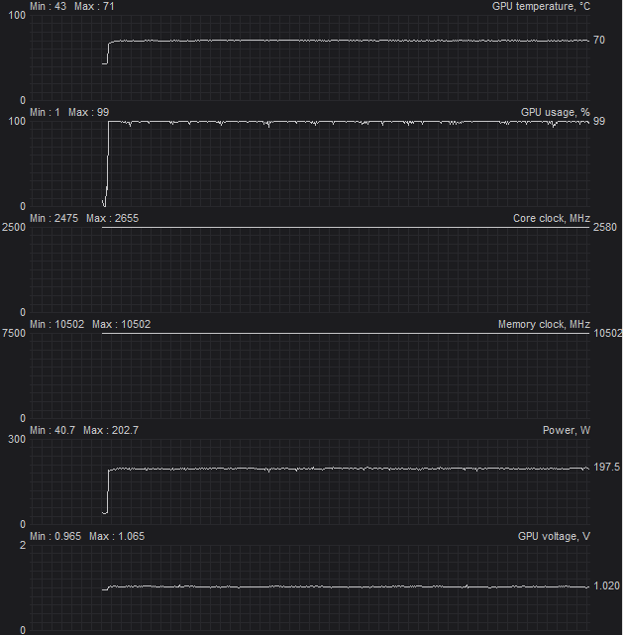 Min : 43 Max : 71 GPU temperature, °C
100
70
0
Min : 1 Max : 99 GPU usage, %
100 99
0
Min : 2475 Max : 2655 Core clock, MHz
2500 2580
0
Min : 10502 Max : 10502 Memory clock, MHz
7500 10502
0
Min : 40.7 Max : 202.7 Power, W
300
197.5
0
Min : 0.965 Max : 1.065 GPU voltage, V
2
1.020
0